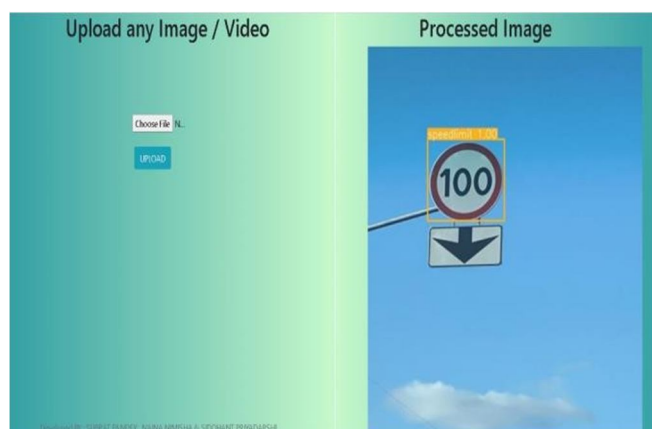 Upload any Image / Video
Choose File N...
UPLOAD
Processed Image
speedlimit 1.00
100